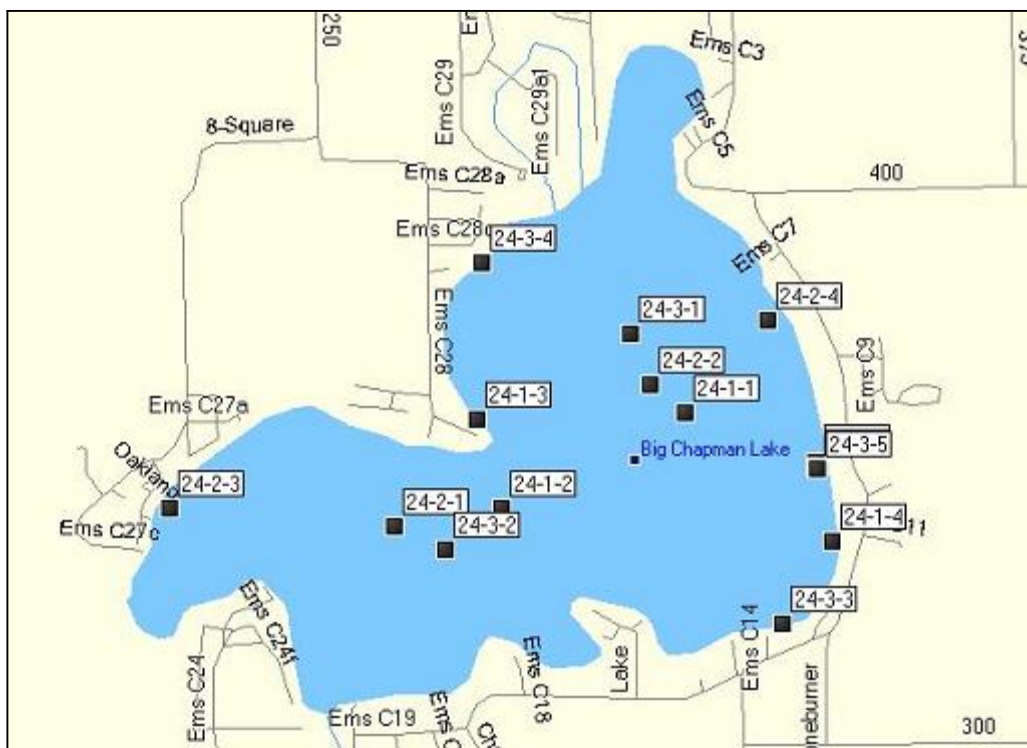 250
375
Ems C3
Ems C29
Ems C29a1
8-Square
Ems C5
Ems C28a
400
Ems C28c
24-3-4
Ems C7
24-2-4
24-3-1
Ems C28
24-2-2
24-1-1
Ems C9
24-1-3
Ems C27a
24-3-5
Big Chapman Lake
Oakland
24-2-3
24-1-2
24-2-1
24-3-2
24-1-4
C11
Ems C27c
Ems C24f
24-3-3
Ems C14
Ems C24
Ems C18
Lake
Ems C19
300